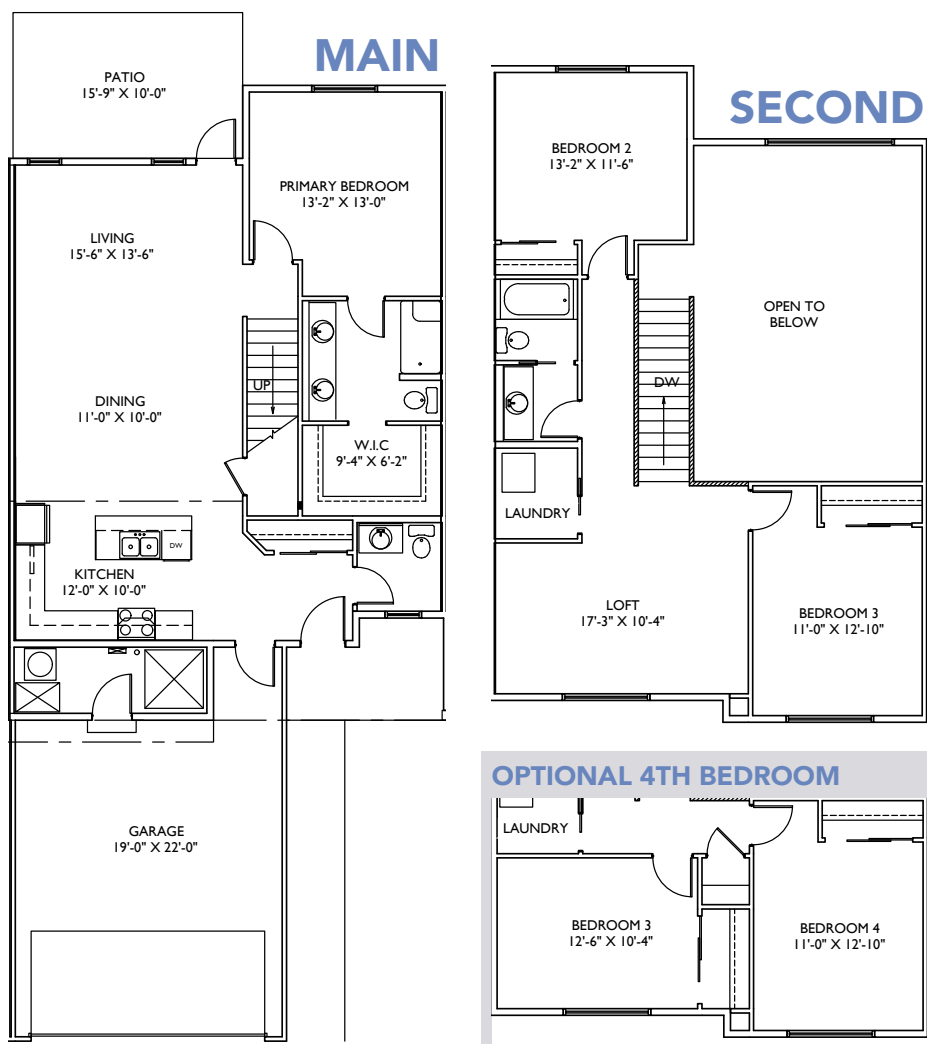 MAIN
PATIO
15'-9" X 10'-0"
PRIMARY BEDROOM
13'-2" X 13'-0"
LIVING
15'-6" X 13'-6"
UP
DINING
11'-0" X 10'-0"
W.I.C
9'-4" X 6'-2"
DW
KITCHEN
12'-0" X 10'-0"
GARAGE
19'-0" X 22'-0"
SECOND
BEDROOM 2
13'-2" X 11'-6"
OPEN TO
BELOW
DW
LAUNDRY
LOFT
17'-3" X 10'-4"
BEDROOM 3
11'-0" X 12'-10"
OPTIONAL 4TH BEDROOM
LAUNDRY
BEDROOM 3
12'-6" X 10'-4"
BEDROOM 4
11'-0" X 12'-10"